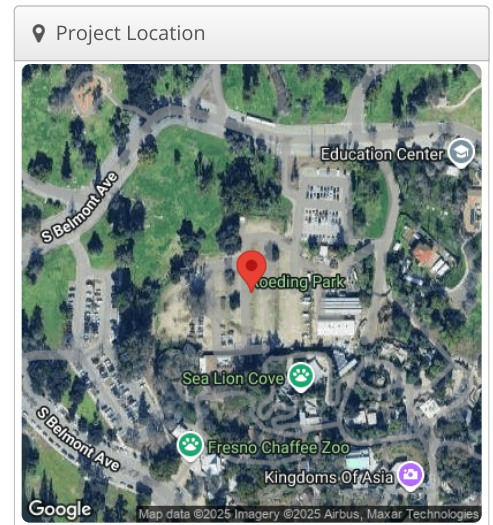 Project Location
Education Center
S Belmont Ave
Roeding Park
Sea Lion Cove
S Belmont Ave
Fresno Chaffee Zoo
Kingdoms Of Asia
Google
Map data ©2025 Imagery ©2025 Airbus, Maxar Technologies